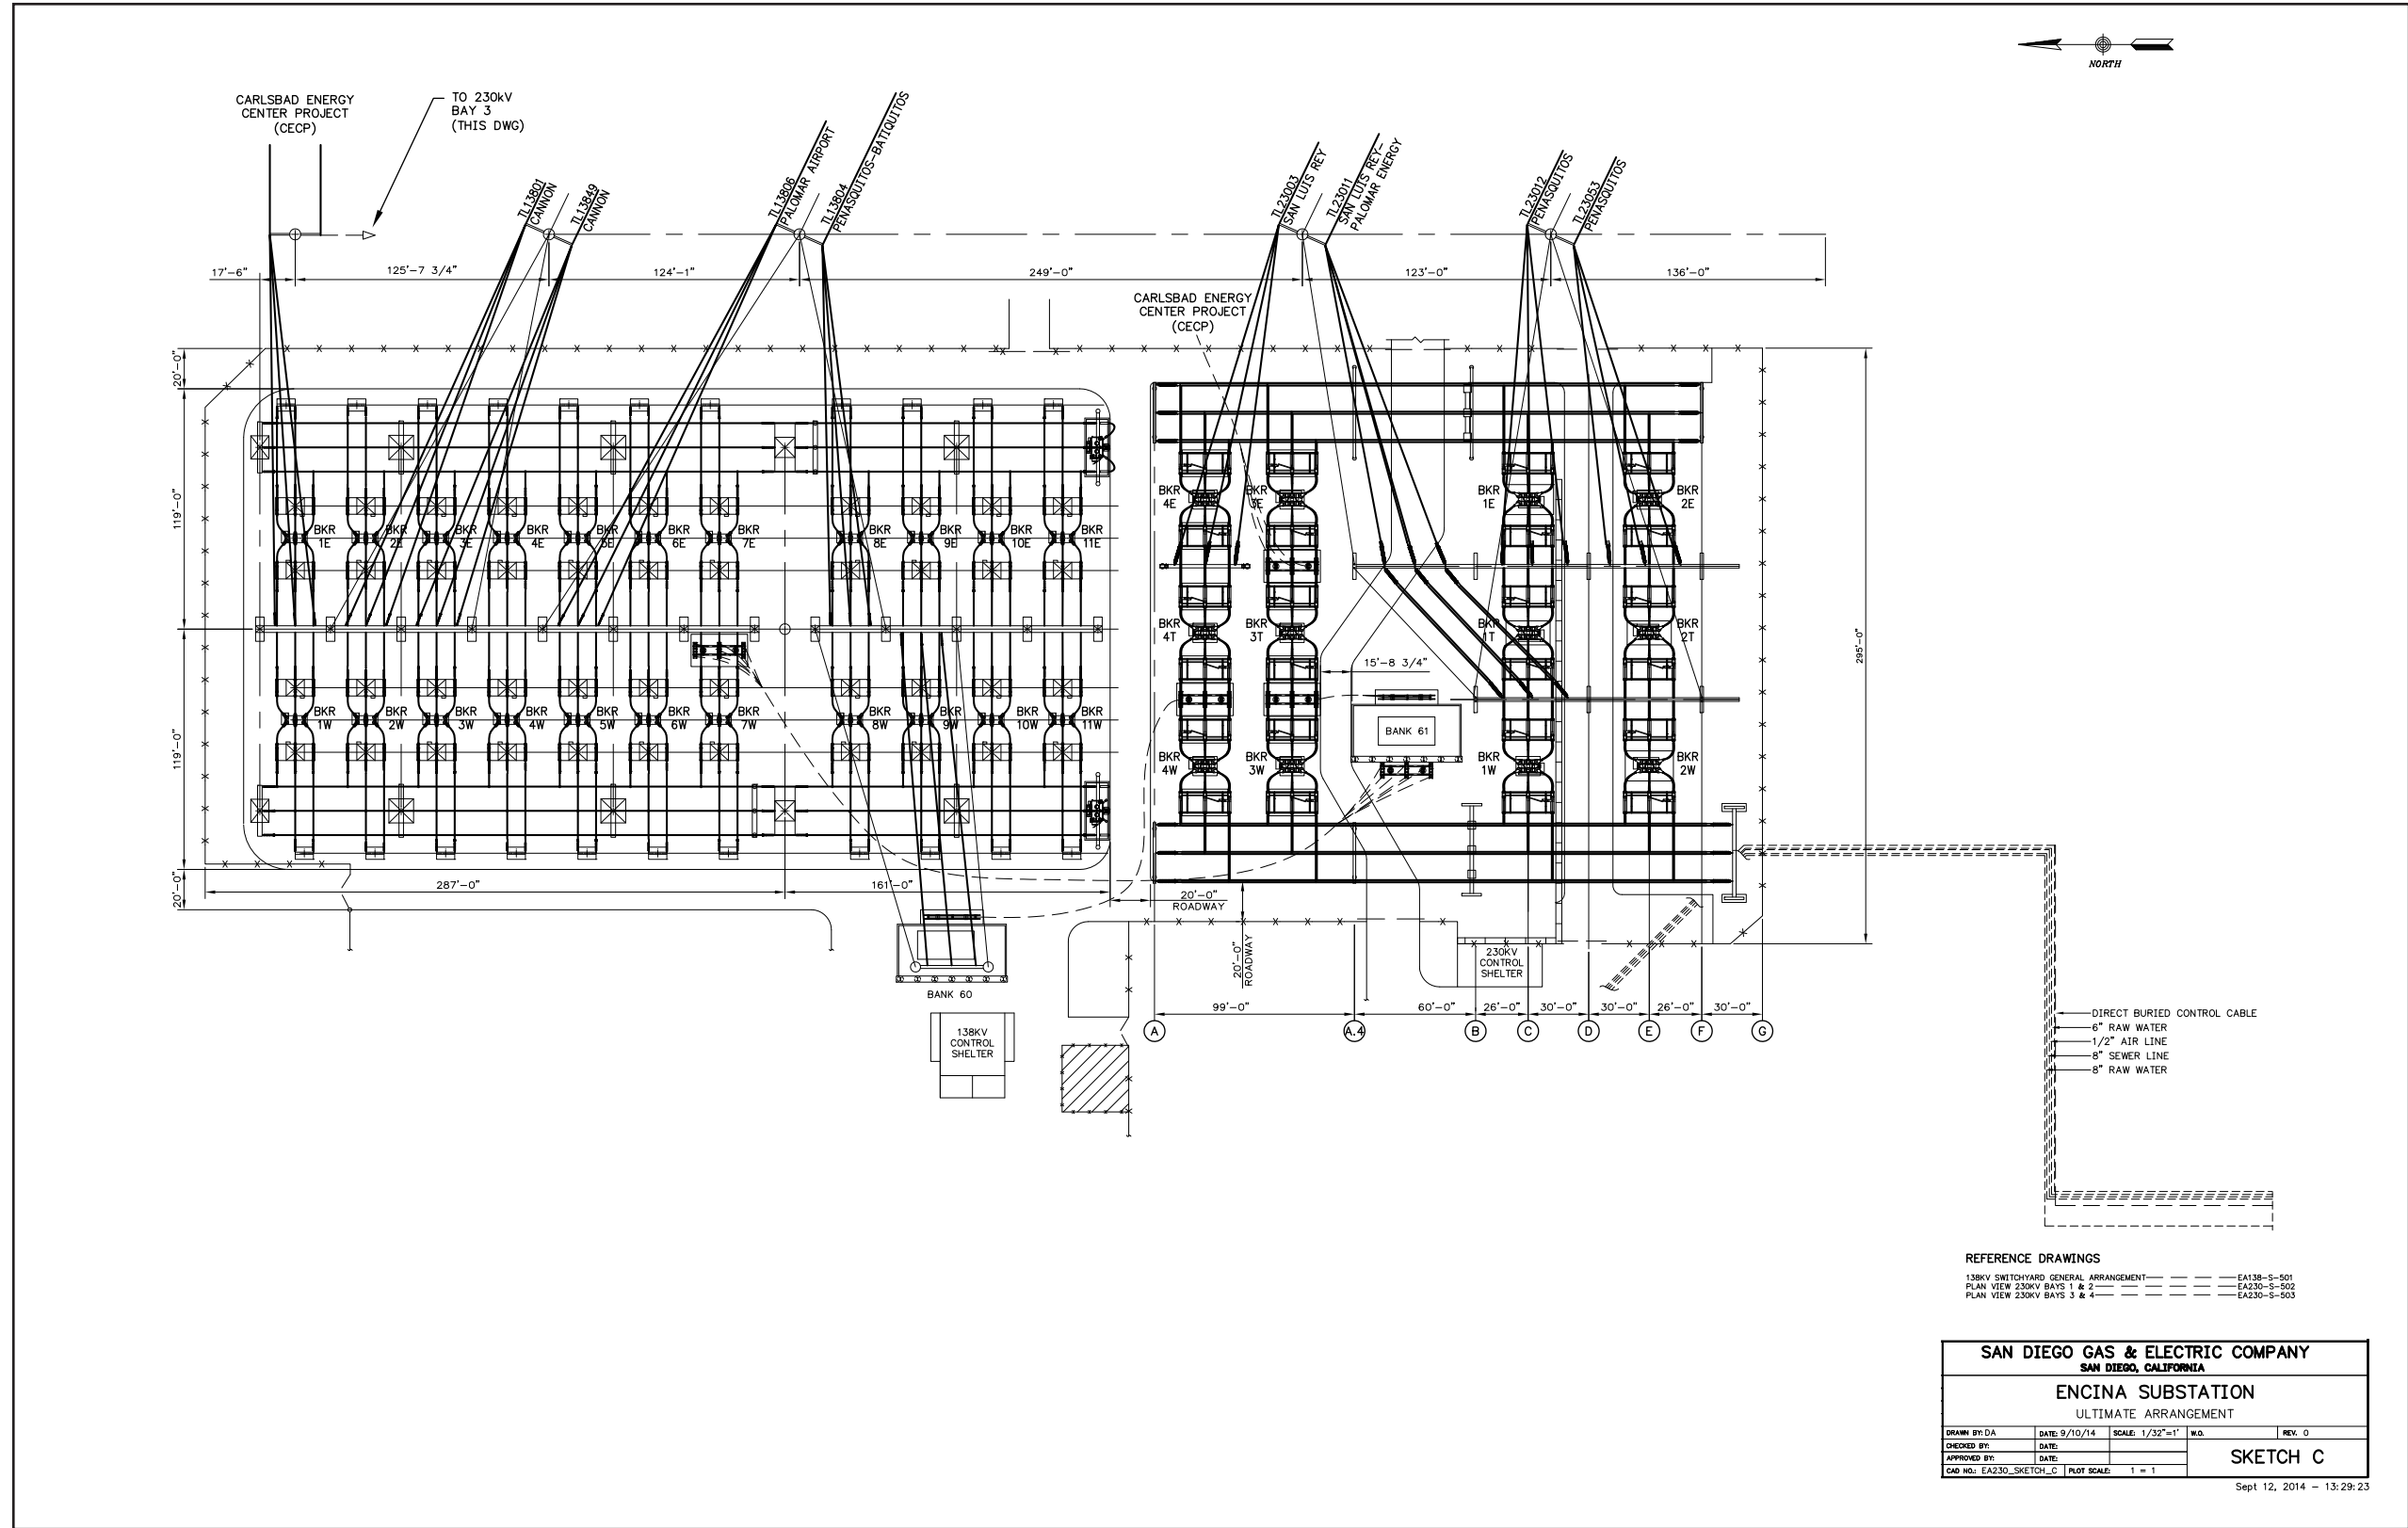 NORTH
CARLSBAD ENERGY
CENTER PROJECT
(CECP)
TO 230kV
BAY 3
(THIS DWG)
TL13801
CANNON
TL13849
CANNON
TL13806
PALOMAR AIRPORT
TL13804
PENASQUITOS-BATIQUITOS
TL23003
SAN LUIS REY
TL23011
SAN LUIS REY-
PALOMAR ENERGY
TL23012
PENASQUITOS
TL23053
PENASQUITOS
17'-6"
125'-7 3/4"
124'-1"
249'-0"
123'-0"
136'-0"
CARLSBAD ENERGY
CENTER PROJECT
(CECP)
20'-0"
119'-0"
119'-0"
20'-0"
295'-0"
BKR
4E
BKR
3E
BKR
1E
BKR
2E
BKR
1E
BKR
2E
BKR
3E
BKR
4E
BKR
5E
BKR
6E
BKR
7E
BKR
8E
BKR
9E
BKR
10E
BKR
11E
BKR
4T
BKR
3T
BKR
1T
BKR
2T
15'-8 3/4"
BANK 61
BKR
1W
BKR
2W
BKR
3W
BKR
4W
BKR
5W
BKR
6W
BKR
7W
BKR
8W
BKR
9W
BKR
10W
BKR
11W
BKR
4W
BKR
3W
BKR
1W
BKR
2W
287'-0"
161'-0"
20'-0"
ROADWAY
20'-0"
ROADWAY
230KV
CONTROL
SHELTER
BANK 60
138KV
CONTROL
SHELTER
99'-0"
60'-0"
26'-0"
30'-0"
30'-0"
26'-0"
30'-0"
A
A.4
B
C
D
E
F
G
DIRECT BURIED CONTROL CABLE
6" RAW WATER
1/2" AIR LINE
8" SEWER LINE
8" RAW WATER
REFERENCE DRAWINGS
138KV SWITCHYARD GENERAL ARRANGEMENT EA138-S-501
PLAN VIEW 230KV BAYS 1 & 2 EA230-S-502
PLAN VIEW 230KV BAYS 3 & 4 EA230-S-503
SAN DIEGO GAS & ELECTRIC COMPANY
SAN DIEGO, CALIFORNIA
ENCINA SUBSTATION
ULTIMATE ARRANGEMENT
DRAWN BY: DA DATE: 9/10/14 SCALE: 1/32"=1' W.O. REV. 0
CHECKED BY: DATE:
APPROVED BY: DATE:
SKETCH C
CAD NO.: EA230_SKETCH_C PLOT SCALE: 1 = 1
Sept 12, 2014 - 13:29:23